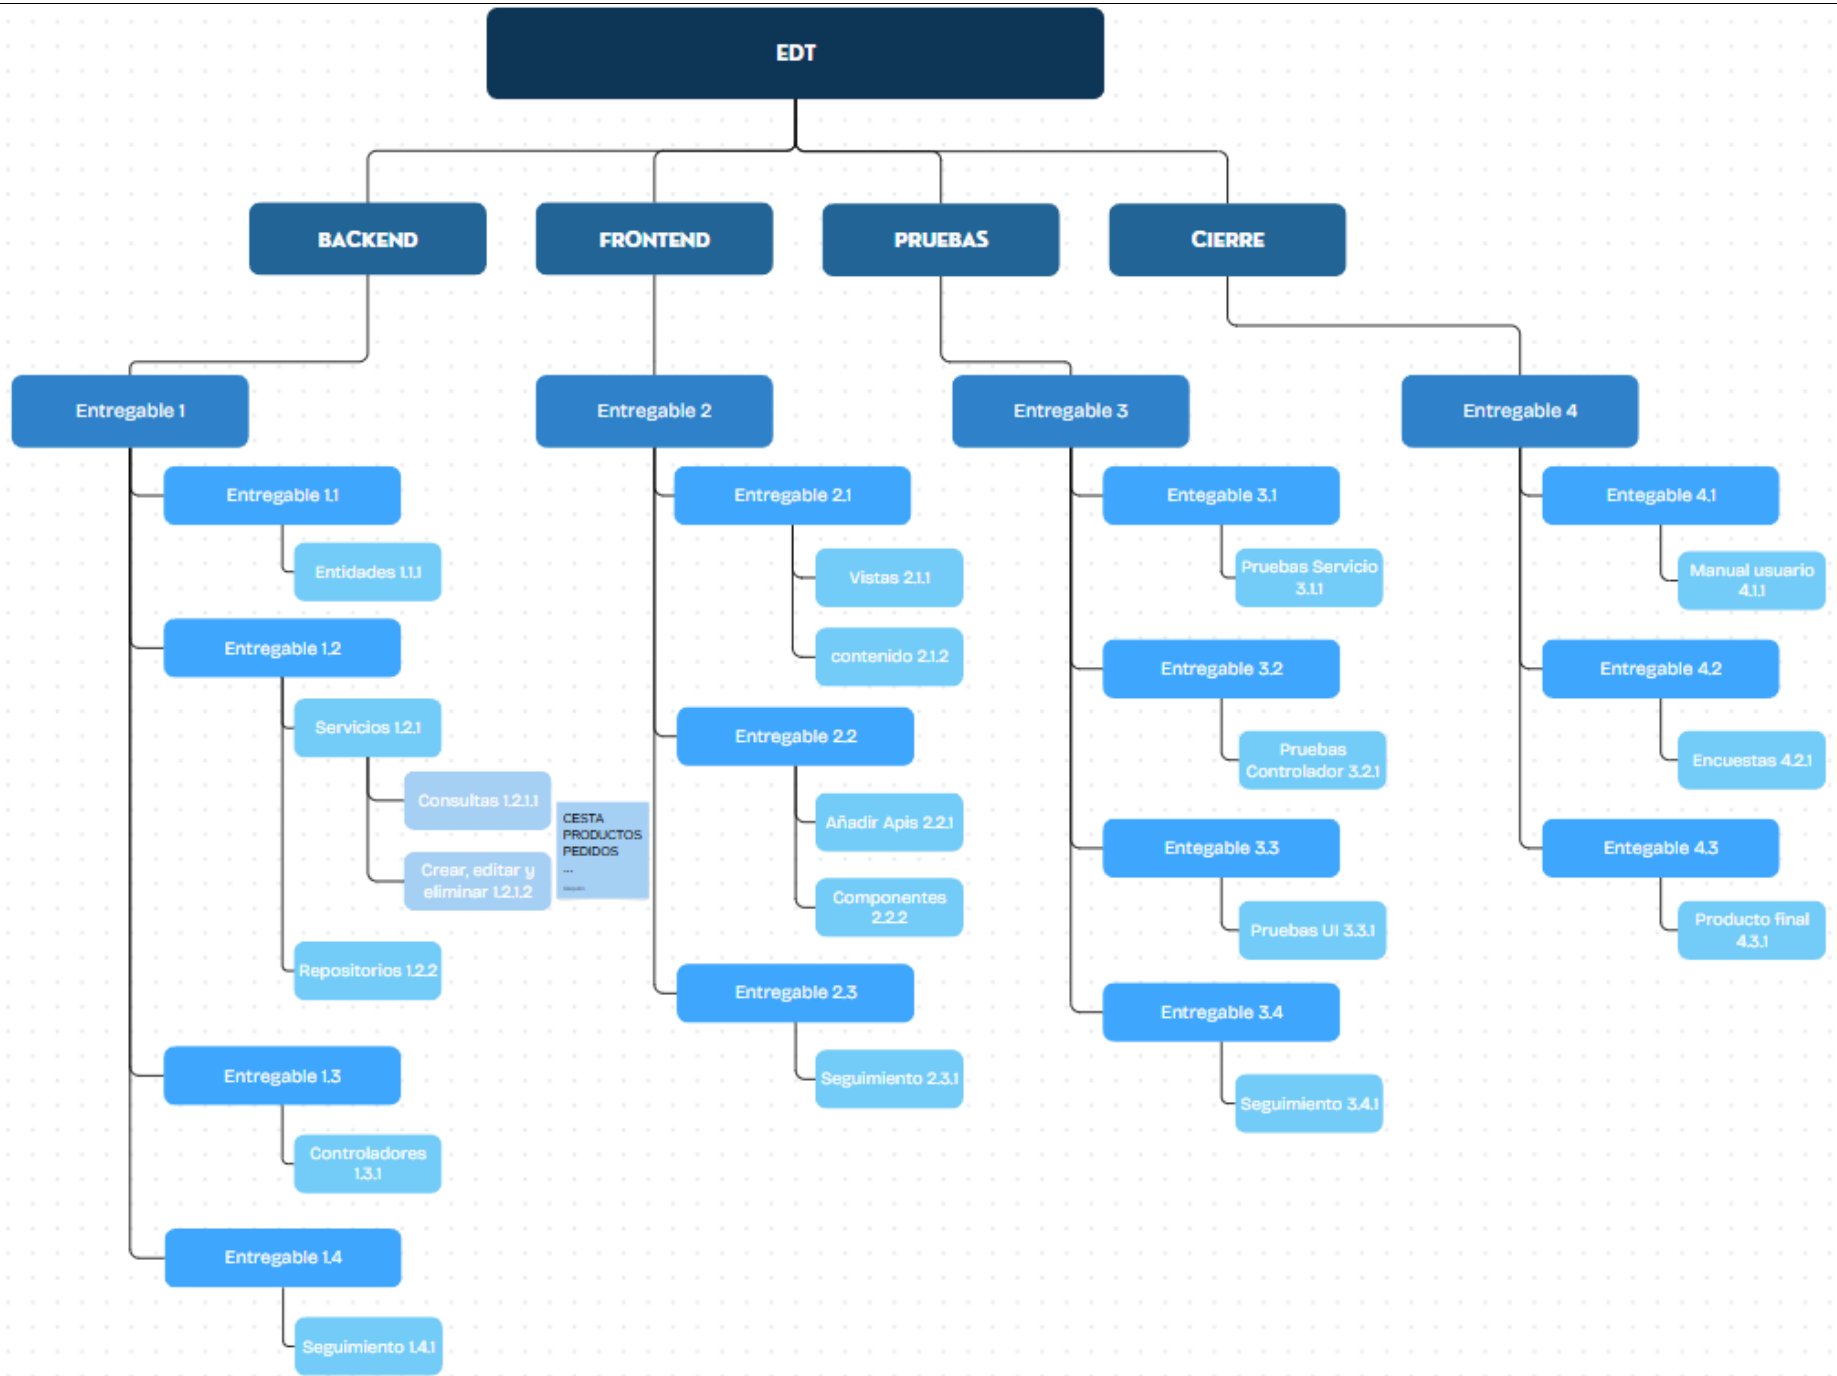 EDT
BACKEND
FRONTEND
PRUEBAS
CIERRE
Entregable 1
Entregable 1.1
Entidades 1.1.1
Entregable 1.2
Servicios 1.2.1
Consultas 1.2.1.1
Crear, editar y
eliminar 1.2.1.2
CESTA
PRODUCTOS
PEDIDOS
...
Repositorios 1.2.2
Entregable 1.3
Controladores
1.3.1
Entregable 1.4
Seguimiento 1.4.1
Entregable 2
Entregable 2.1
Vistas 2.1.1
contenido 2.1.2
Entregable 2.2
Añadir Apis 2.2.1
Componentes
2.2.2
Entregable 2.3
Seguimiento 2.3.1
Entregable 3
Entegable 3.1
Pruebas Servicio
3.1.1
Entregable 3.2
Pruebas
Controlador 3.2.1
Entegable 3.3
Pruebas UI 3.3.1
Entregable 3.4
Seguimiento 3.4.1
Entregable 4
Entegable 4.1
Manual usuario
4.1.1
Entregable 4.2
Encuestas 4.2.1
Entegable 4.3
Producto final
4.3.1